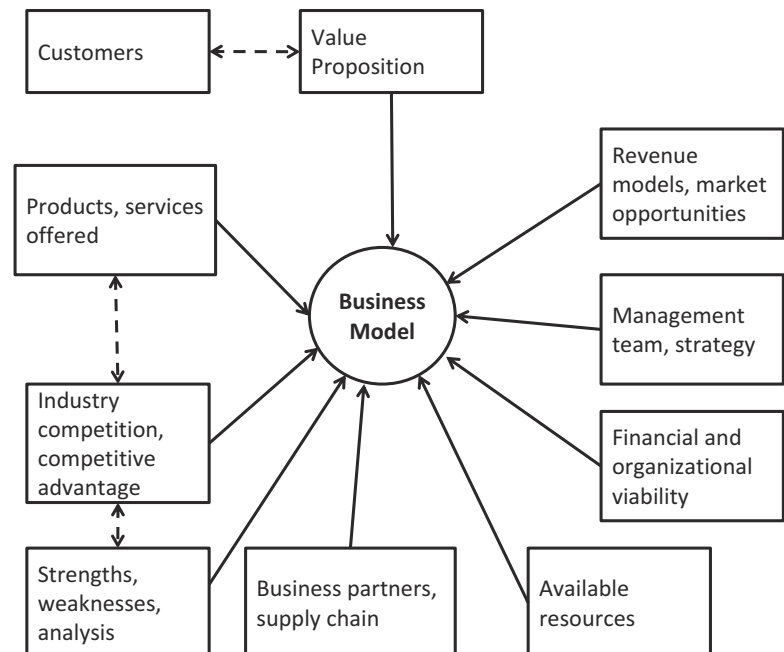 Customers
Value
Proposition
Revenue
models, market
opportunities
Products, services
offered
Business
Model
Management
team, strategy
Industry
competition,
competitive
advantage
Financial and
organizational
viability
Strengths,
weaknesses,
analysis
Business partners,
supply chain
Available
resources